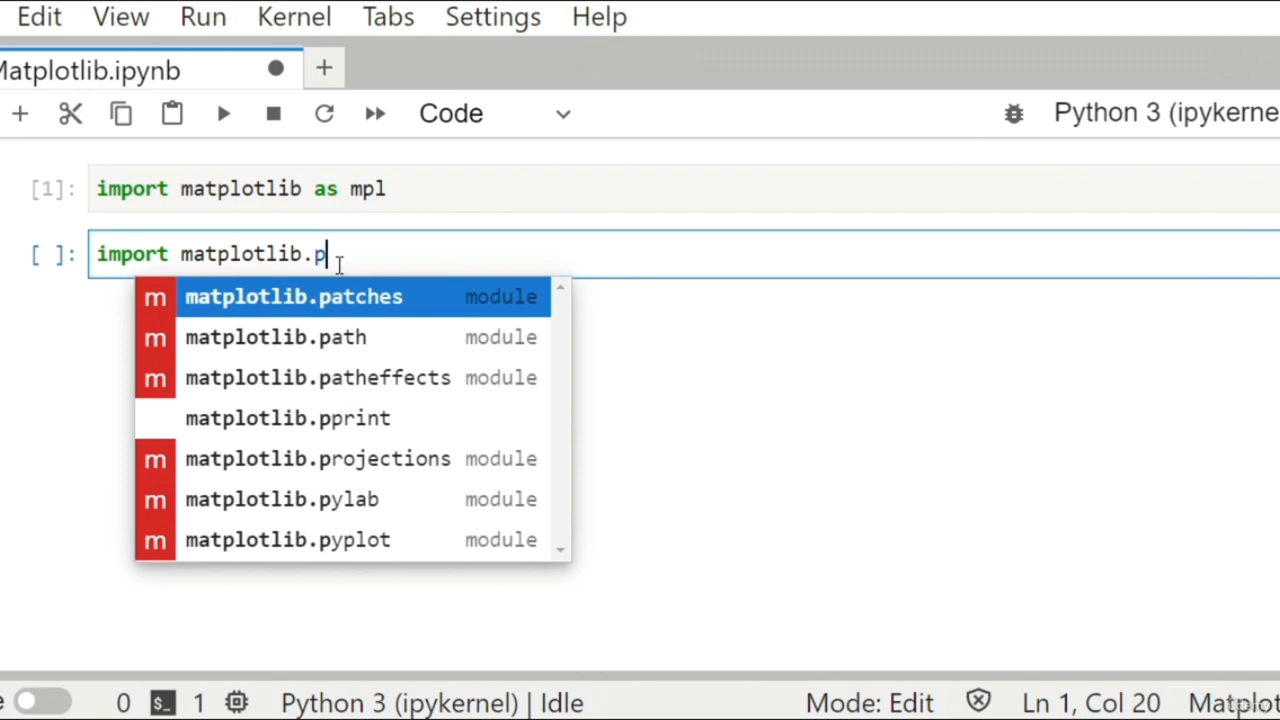 Edit View Run Kernel Tabs Settings Help
Matplotlib.ipynb
Code Python 3 (ipykerne
[1]: import matplotlib as mpl
[ ]: import matplotlib.p
m matplotlib.patches module
m matplotlib.path module
m matplotlib.patheffects module
matplotlib.pprint
m matplotlib.projections module
m matplotlib.pylab module
m matplotlib.pyplot module
e 0 $_ 1 Python 3 (ipykernel) | Idle Mode: Edit Ln 1, Col 20 Matplot